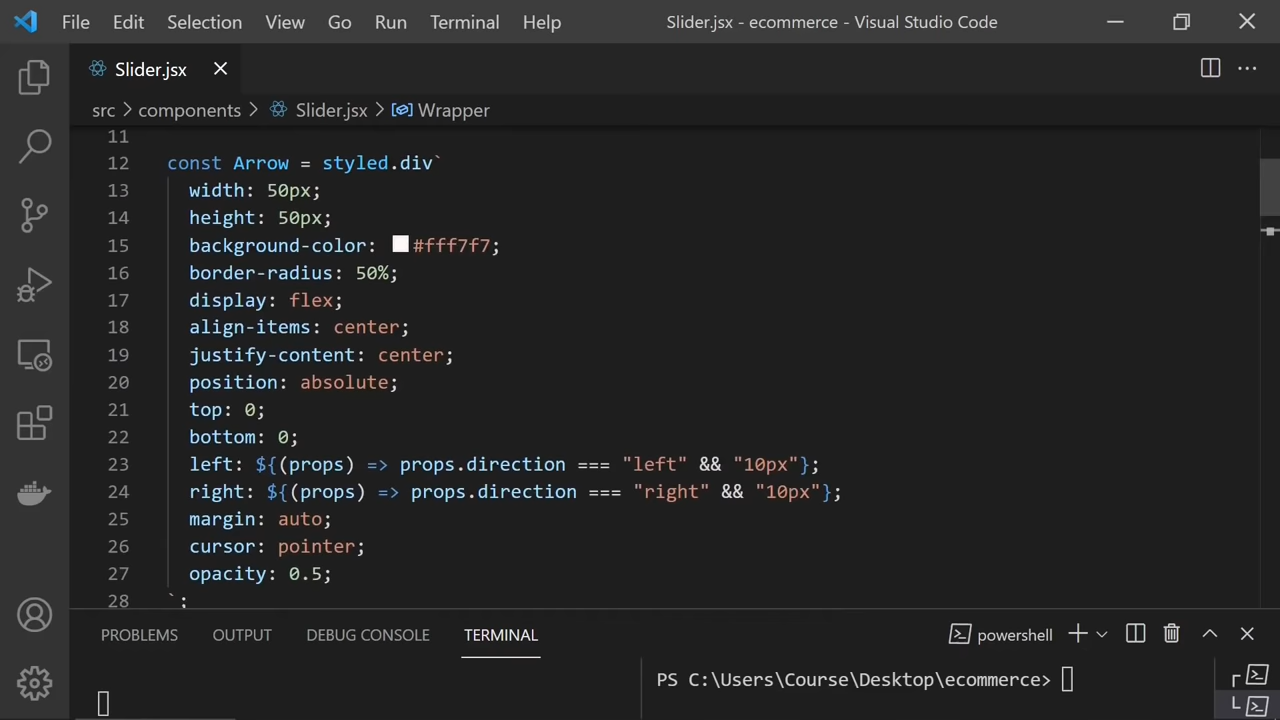 File Edit Selection View Go Run Terminal Help Slider.jsx - ecommerce - Visual Studio Code
Slider.jsx
src > components > Slider.jsx > Wrapper
11
12 const Arrow = styled.div`
13 width: 50px;
14 height: 50px;
15 background-color: #fff7f7;
16 border-radius: 50%;
17 display: flex;
18 align-items: center;
19 justify-content: center;
20 position: absolute;
21 top: 0;
22 bottom: 0;
23 left: ${(props) => props.direction === "left" && "10px"};
24 right: ${(props) => props.direction === "right" && "10px"};
25 margin: auto;
26 cursor: pointer;
27 opacity: 0.5;
28 `;
PROBLEMS OUTPUT DEBUG CONSOLE TERMINAL powershell
PS C:\Users\Course\Desktop\ecommerce>